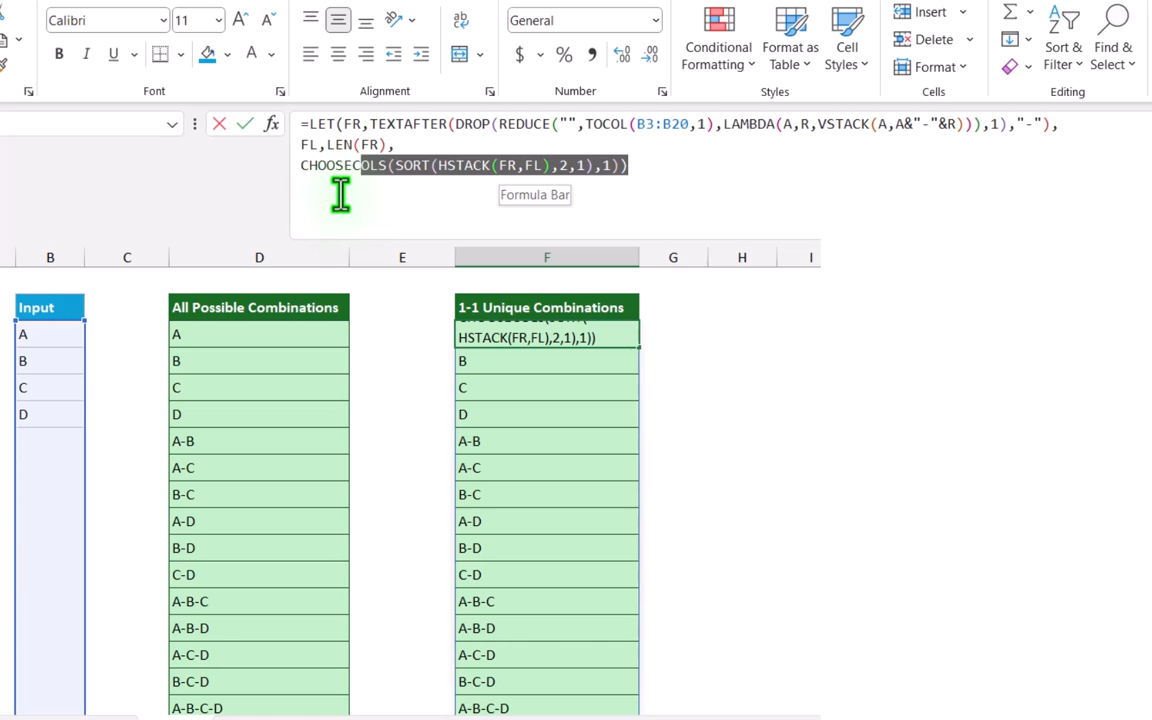 Calibri 11 General
Insert
Delete
Format
Conditional
Formatting
Format as
Table
Cell
Styles
Sort &
Filter
Find &
Select
Font Alignment Number Styles Cells Editing
=LET(FR,TEXTAFTER(DROP(REDUCE("",TOCOL(B3:B20,1),LAMBDA(A,R,VSTACK(A,A&"-"&R))),1),"-"),
FL,LEN(FR),
CHOOSECOLS(SORT(HSTACK(FR,FL),2,1),1))
Formula Bar
B C D E F G H I
Input All Possible Combinations 1-1 Unique Combinations
A A HSTACK(FR,FL),2,1),1))
B B B
C C C
D D D
A-B A-B
A-C A-C
B-C B-C
A-D A-D
B-D B-D
C-D C-D
A-B-C A-B-C
A-B-D A-B-D
A-C-D A-C-D
B-C-D B-C-D
A-B-C-D A-B-C-D